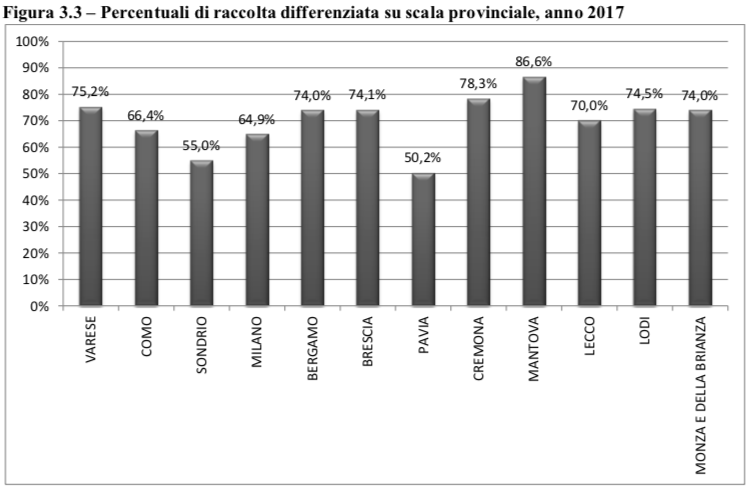 Figura 3.3 – Percentuali di raccolta differenziata su scala provinciale, anno 2017
100%
90%
80%
70%
60%
50%
40%
30%
20%
10%
0%
75,2%
66,4%
55,0%
64,9%
74,0%
74,1%
50,2%
78,3%
86,6%
70,0%
74,5%
74,0%
VARESE
COMO
SONDRIO
MILANO
BERGAMO
BRESCIA
PAVIA
CREMONA
MANTOVA
LECCO
LODI
MONZA E DELLA BRIANZA